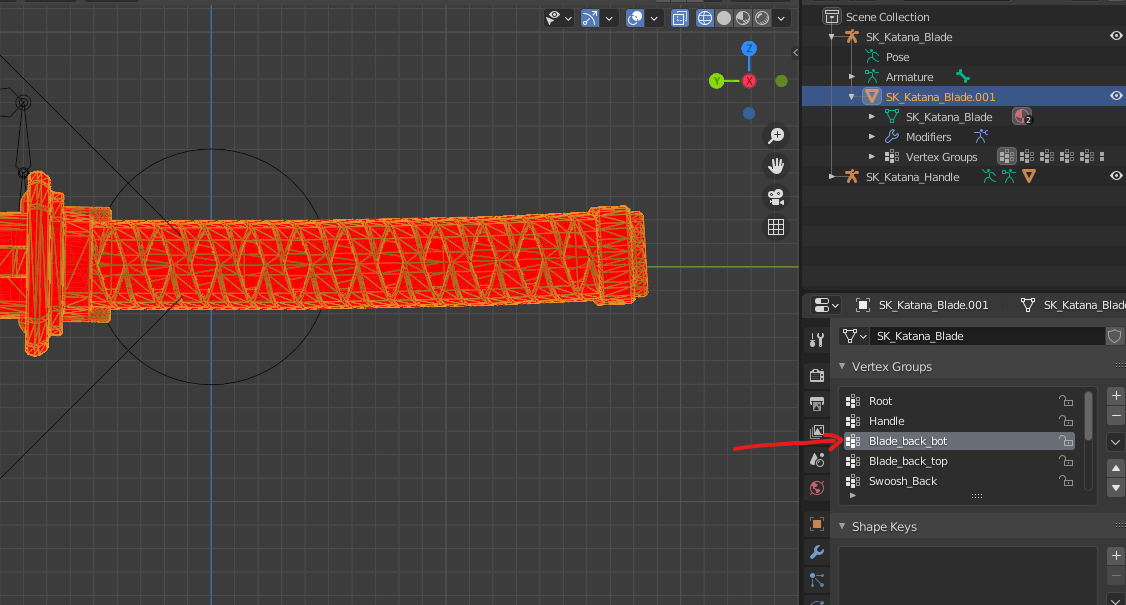 Scene Collection
SK_Katana_Blade
Pose
Armature
SK_Katana_Blade.001
SK_Katana_Blade
2
Modifiers
Vertex Groups
SK_Katana_Handle
Z
Y
X
SK_Katana_Blade.001
SK_Katana_Blad
SK_Katana_Blade
Vertex Groups
Root
Handle
Blade_back_bot
Blade_back_top
Swoosh_Back
Shape Keys